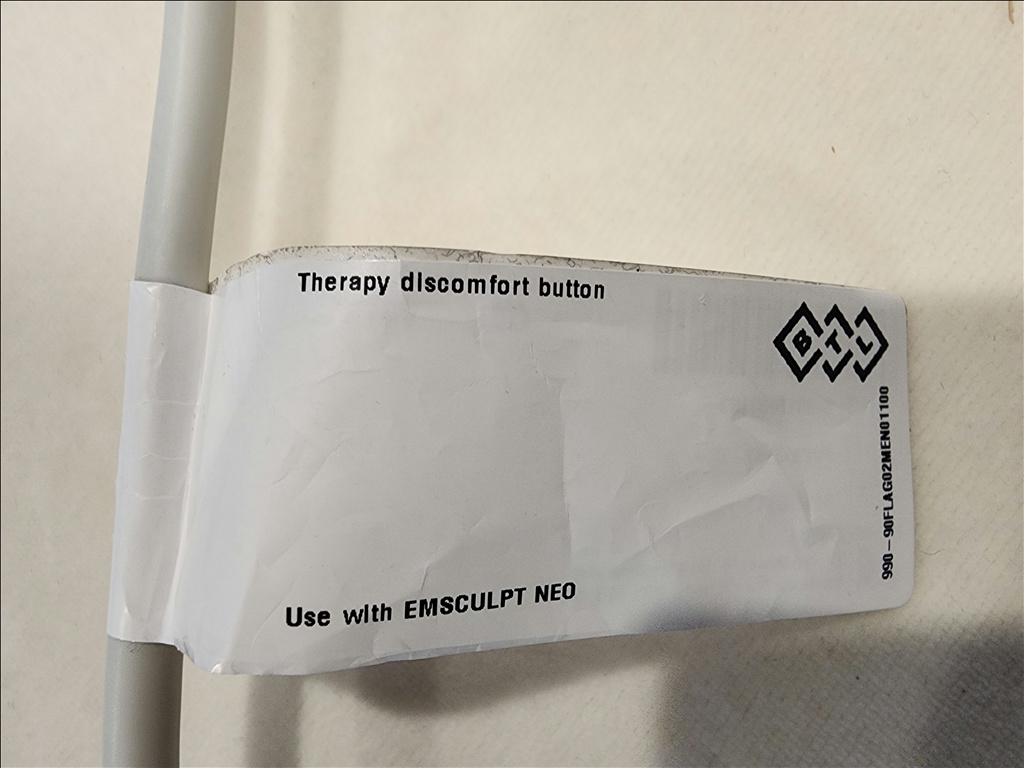 Therapy discomfort button
BTL
990-90FLAG02MEN01100
Use with EMSCULPT NEO